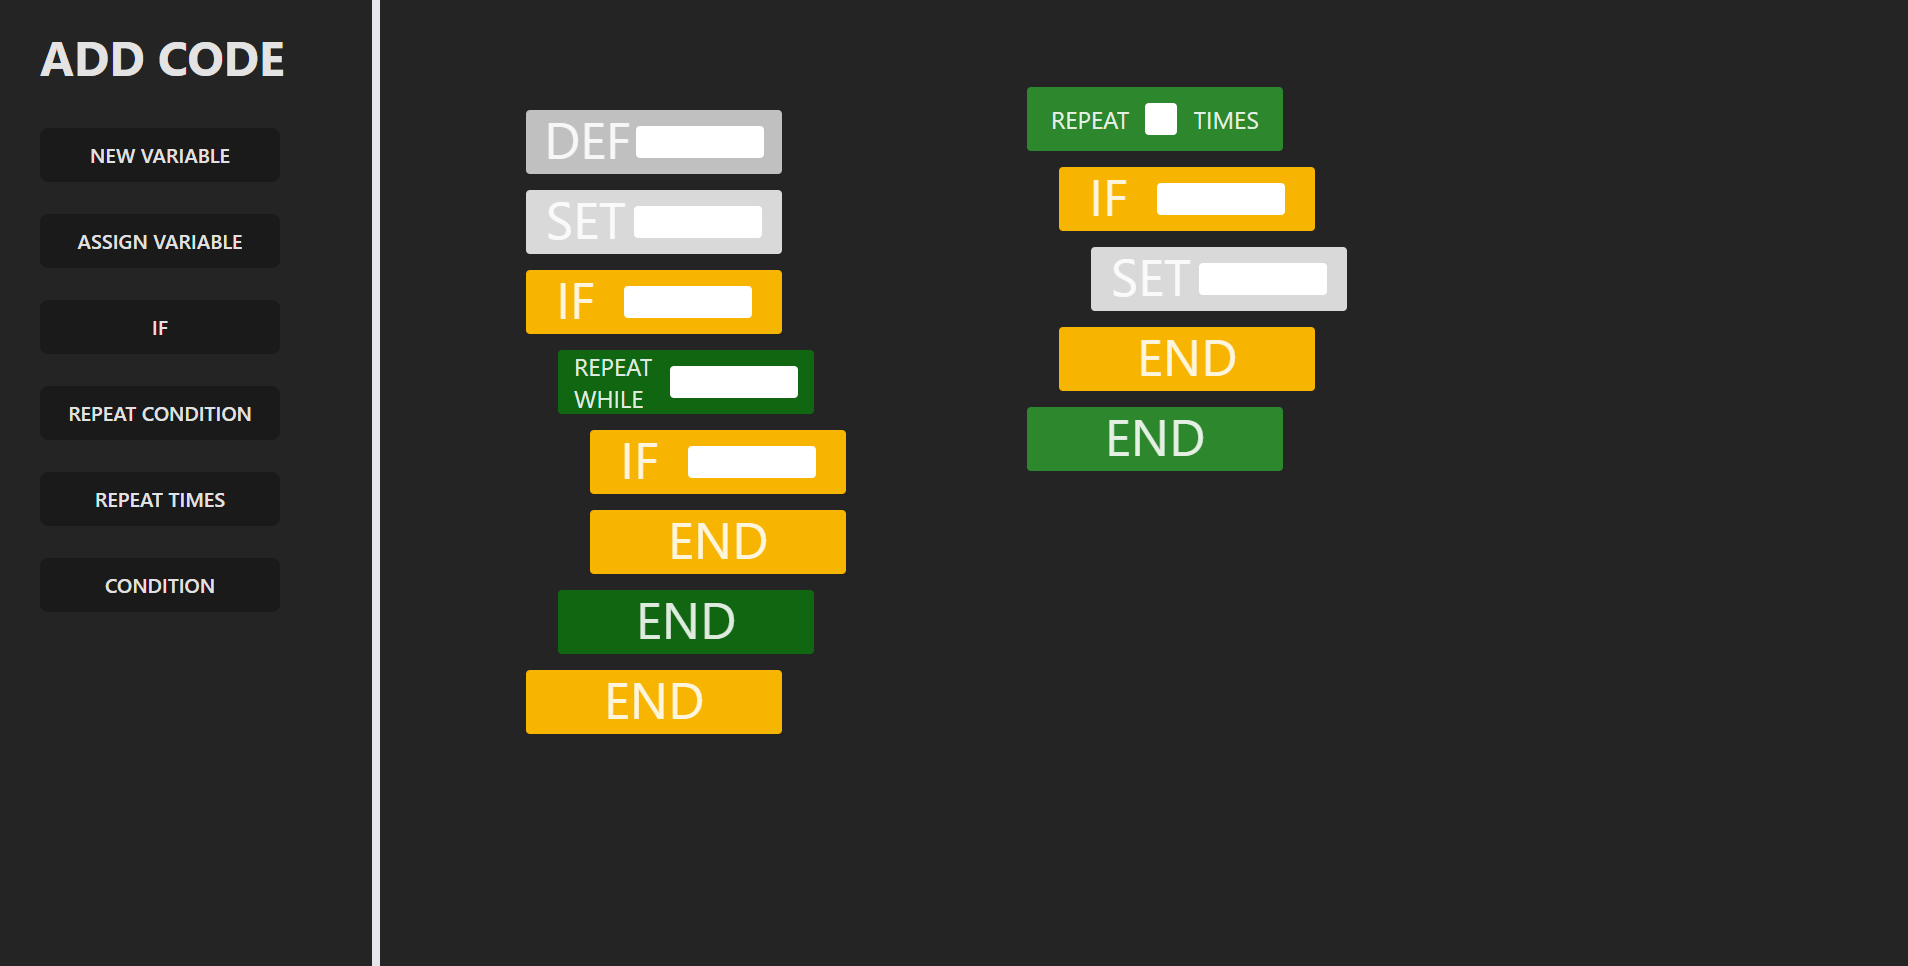 ADD CODE
NEW VARIABLE
ASSIGN VARIABLE
IF
REPEAT CONDITION
REPEAT TIMES
CONDITION
DEF
SET
IF
REPEAT
WHILE
IF
END
END
END
REPEAT TIMES
IF
SET
END
END